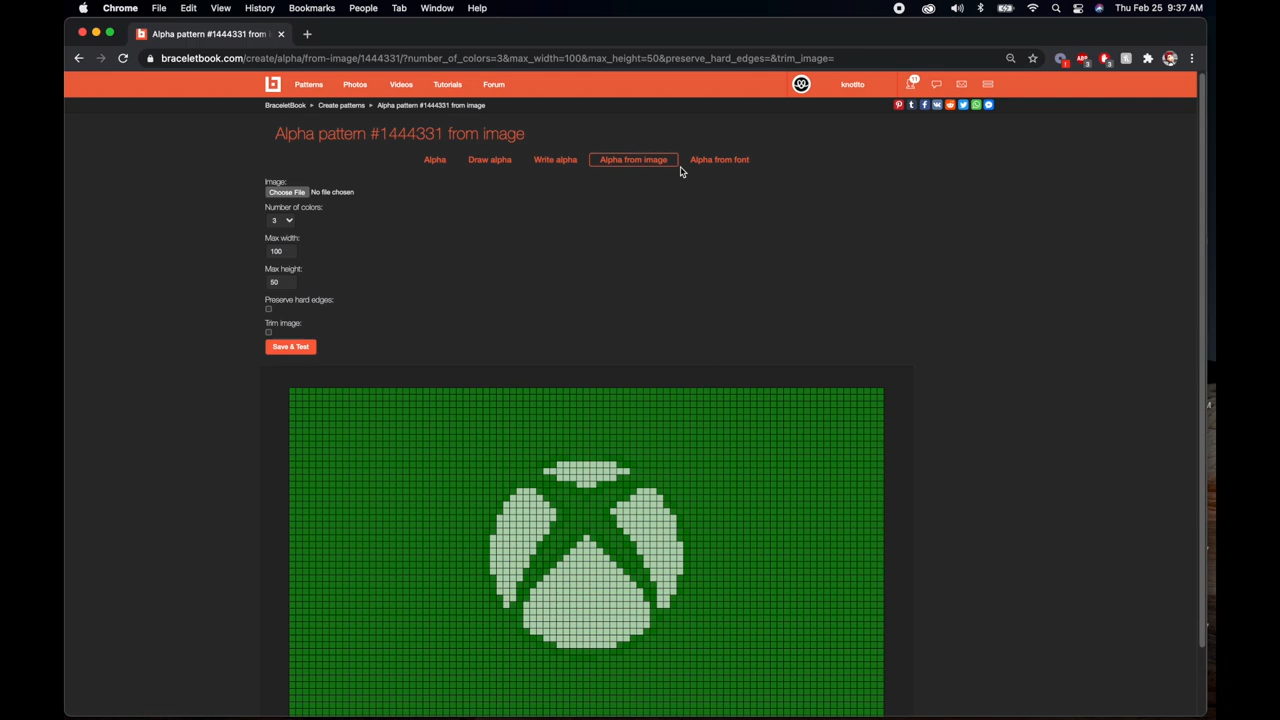 Chrome File Edit View History Bookmarks People Tab Window Help Thu Feb 25 9:37 AM
Alpha pattern #1444331 from i
braceletbook.com/create/alpha/from-image/1444331/?number_of_colors=3&max_width=100&max_height=50&preserve_hard_edges=&trim_image=
Patterns Photos Videos Tutorials Forum 11 knotito
BraceletBook Create patterns Alpha pattern #1444331 from image
Alpha pattern #1444331 from image
Alpha Draw alpha Write alpha Alpha from image Alpha from font
Image:
Choose File No file chosen
Number of colors:
3
Max width:
100
Max height:
50
Preserve hard edges:
Trim image:
Save & Test